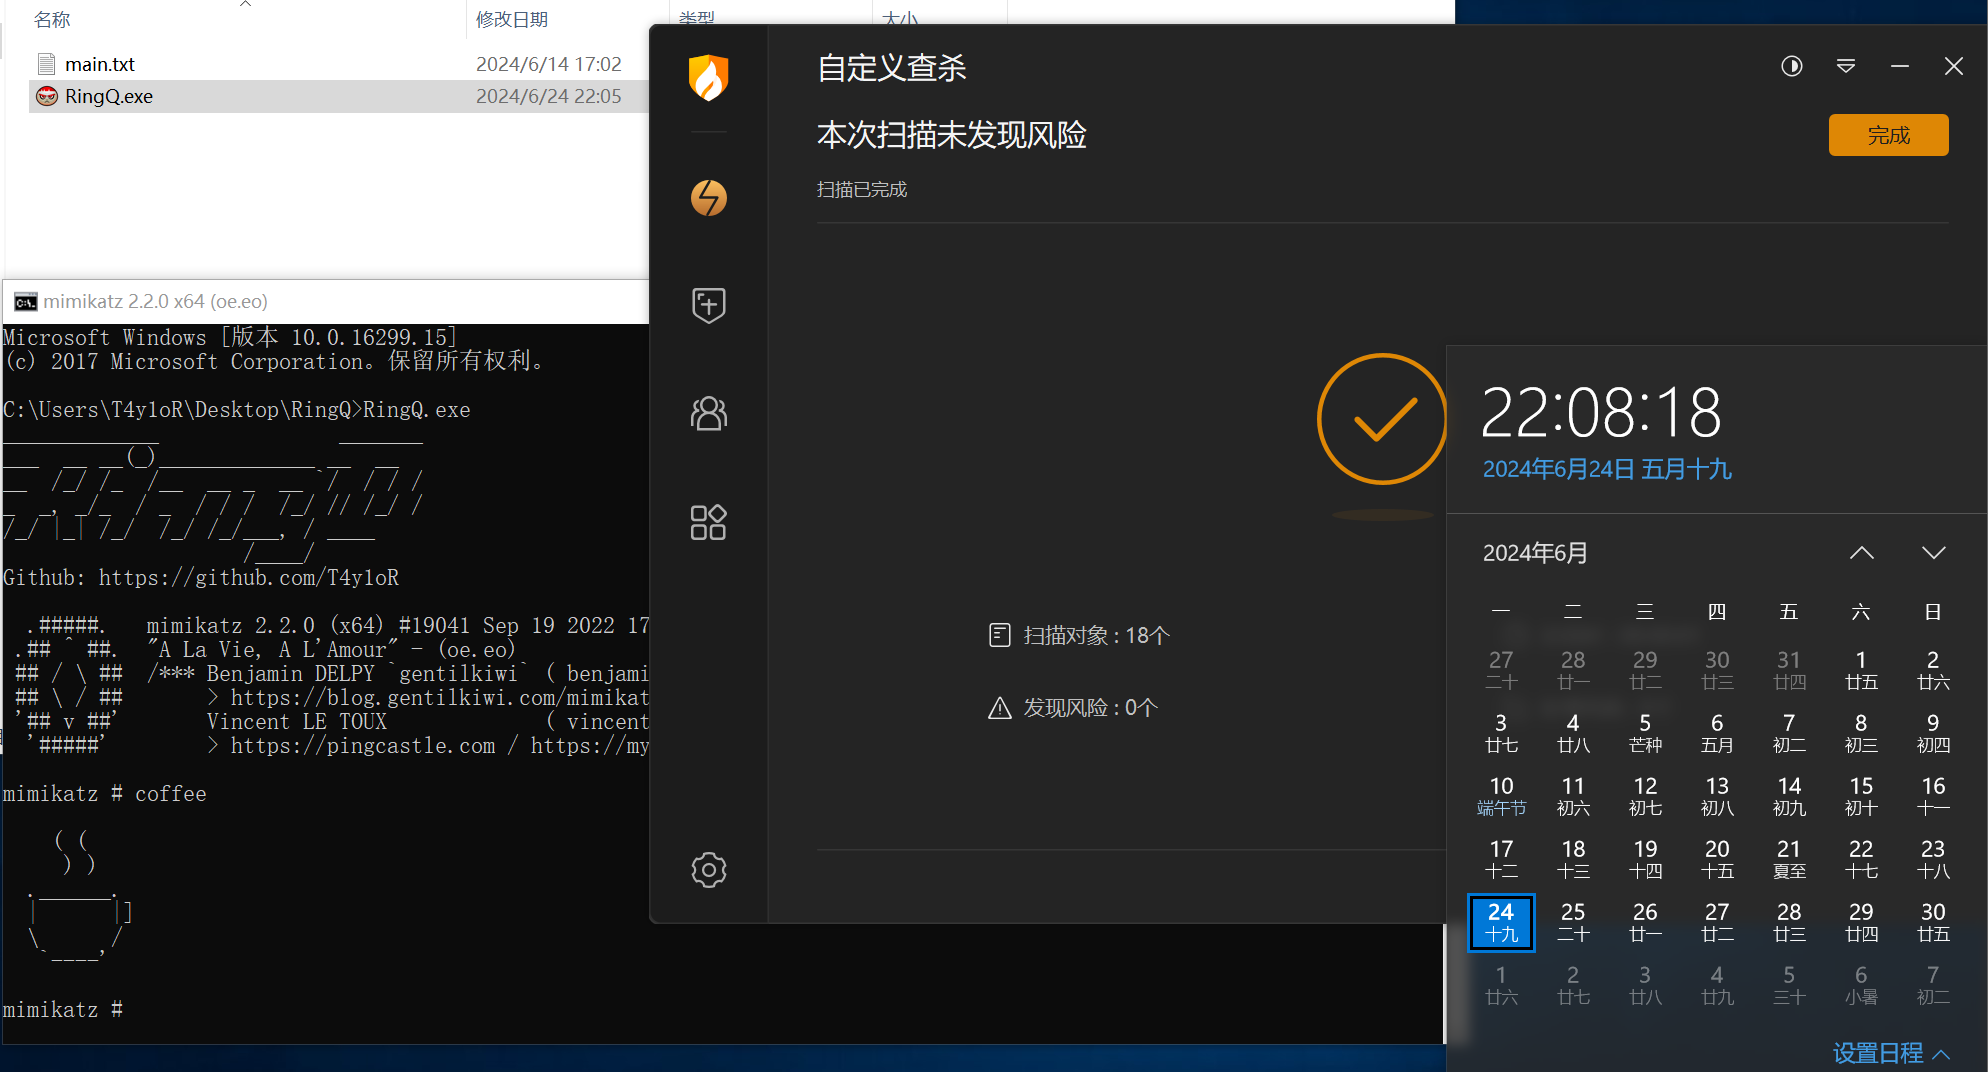 名称
修改日期
类型
大小
main.txt
2024/6/14 17:02
RingQ.exe
2024/6/24 22:05
mimikatz 2.2.0 x64 (oe.eo)
Microsoft Windows [版本 10.0.16299.15]
(c) 2017 Microsoft Corporation。保留所有权利。
C:\Users\T4y1oR\Desktop\RingQ>RingQ.exe
Github: https://github.com/T4y1oR
.#####.   mimikatz 2.2.0 (x64) #19041 Sep 19 2022 17
.## ^ ##.  "A La Vie, A L'Amour" - (oe.eo)
## / \ ##  /*** Benjamin DELPY `gentilkiwi` ( benjami
## \ / ##       > https://blog.gentilkiwi.com/mimikat
'## v ##'       Vincent LE TOUX             ( vincent
'#####'        > https://pingcastle.com / https://my
mimikatz # coffee
( (
) )
.______.
|      |]
\      /
`____'
mimikatz #
自定义查杀
本次扫描未发现风险
完成
扫描已完成
扫描对象 : 18个
发现风险 : 0个
22:08:18
2024年6月24日 五月十九
2024年6月
一 二 三 四 五 六 日
27 28 29 30 31 1 2
二十 廿一 廿二 廿三 廿四 廿五 廿六
3 4 5 6 7 8 9
廿七 廿八 芒种 五月 初二 初三 初四
10 11 12 13 14 15 16
端午节 初六 初七 初八 初九 初十 十一
17 18 19 20 21 22 23
十二 十三 十四 十五 夏至 十七 十八
24 25 26 27 28 29 30
十九 二十 廿一 廿二 廿三 廿四 廿五
1 2 3 4 5 6 7
廿六 廿七 廿八 廿九 三十 小暑 初二
设置日程